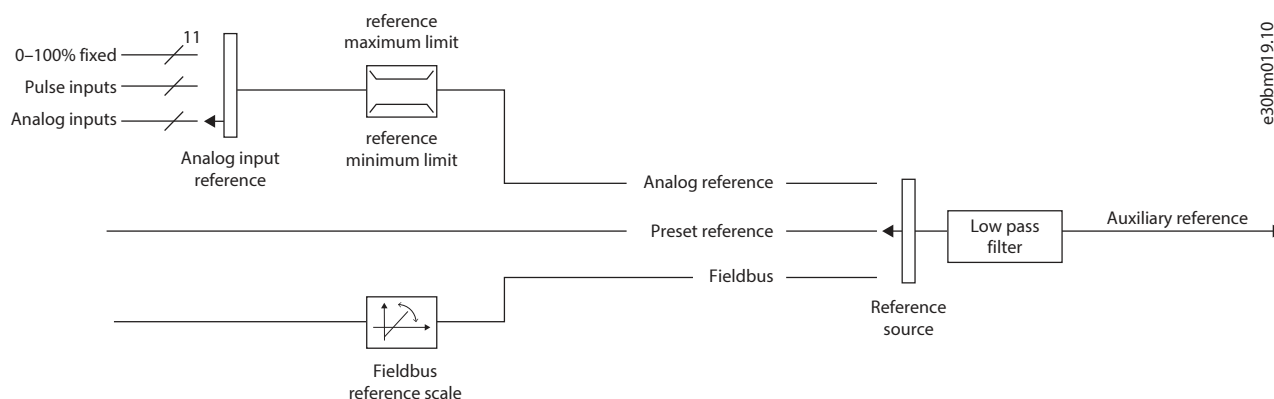 reference
maximum limit
11
0–100% fixed
Pulse inputs
Analog inputs
Analog input
reference
reference
minimum limit
Analog reference
Preset reference
Fieldbus
Reference
source
Low pass
filter
Auxiliary reference
Fieldbus
reference scale
e30bm019.10